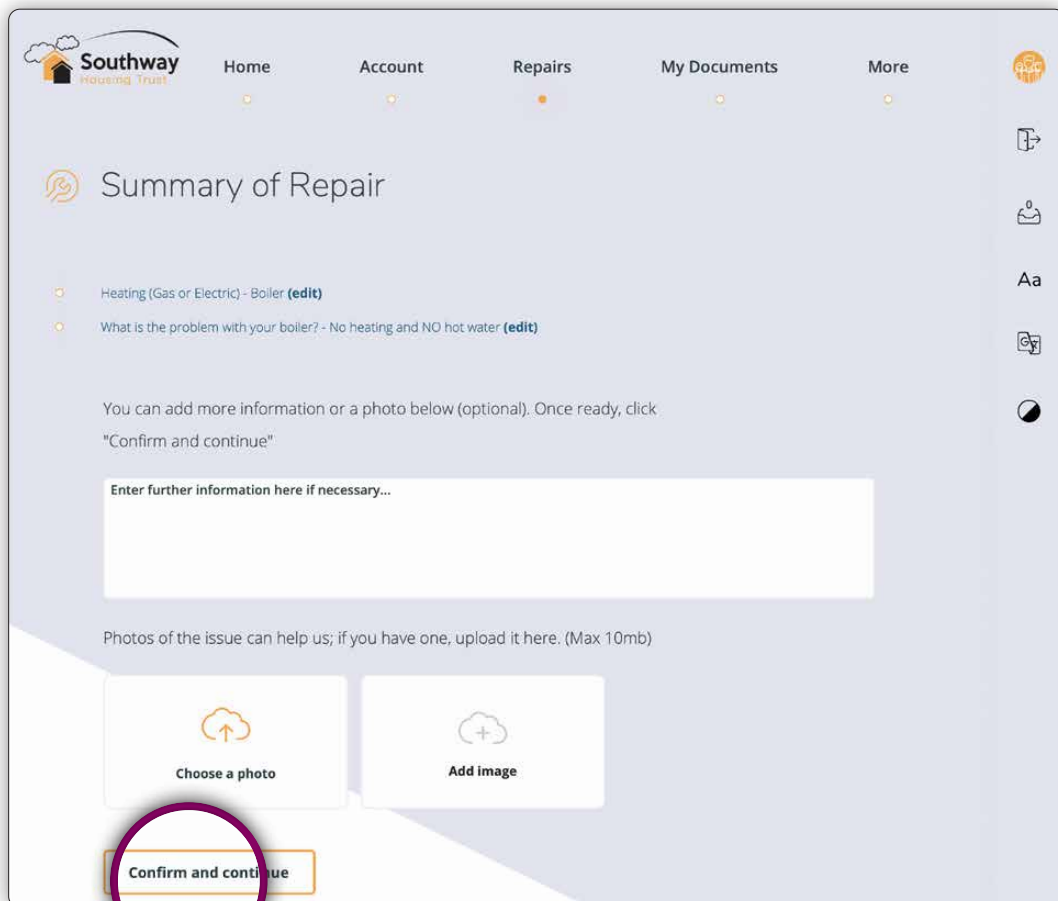 Southway
Housing Trust
Home
Account
Repairs
My Documents
More
Summary of Repair
0
Aa
Heating (Gas or Electric) - Boiler (edit)
What is the problem with your boiler? - No heating and NO hot water (edit)
You can add more information or a photo below (optional). Once ready, click
"Confirm and continue"
Enter further information here if necessary...
Photos of the issue can help us; if you have one, upload it here. (Max 10mb)
Choose a photo
Add image
Confirm and continue